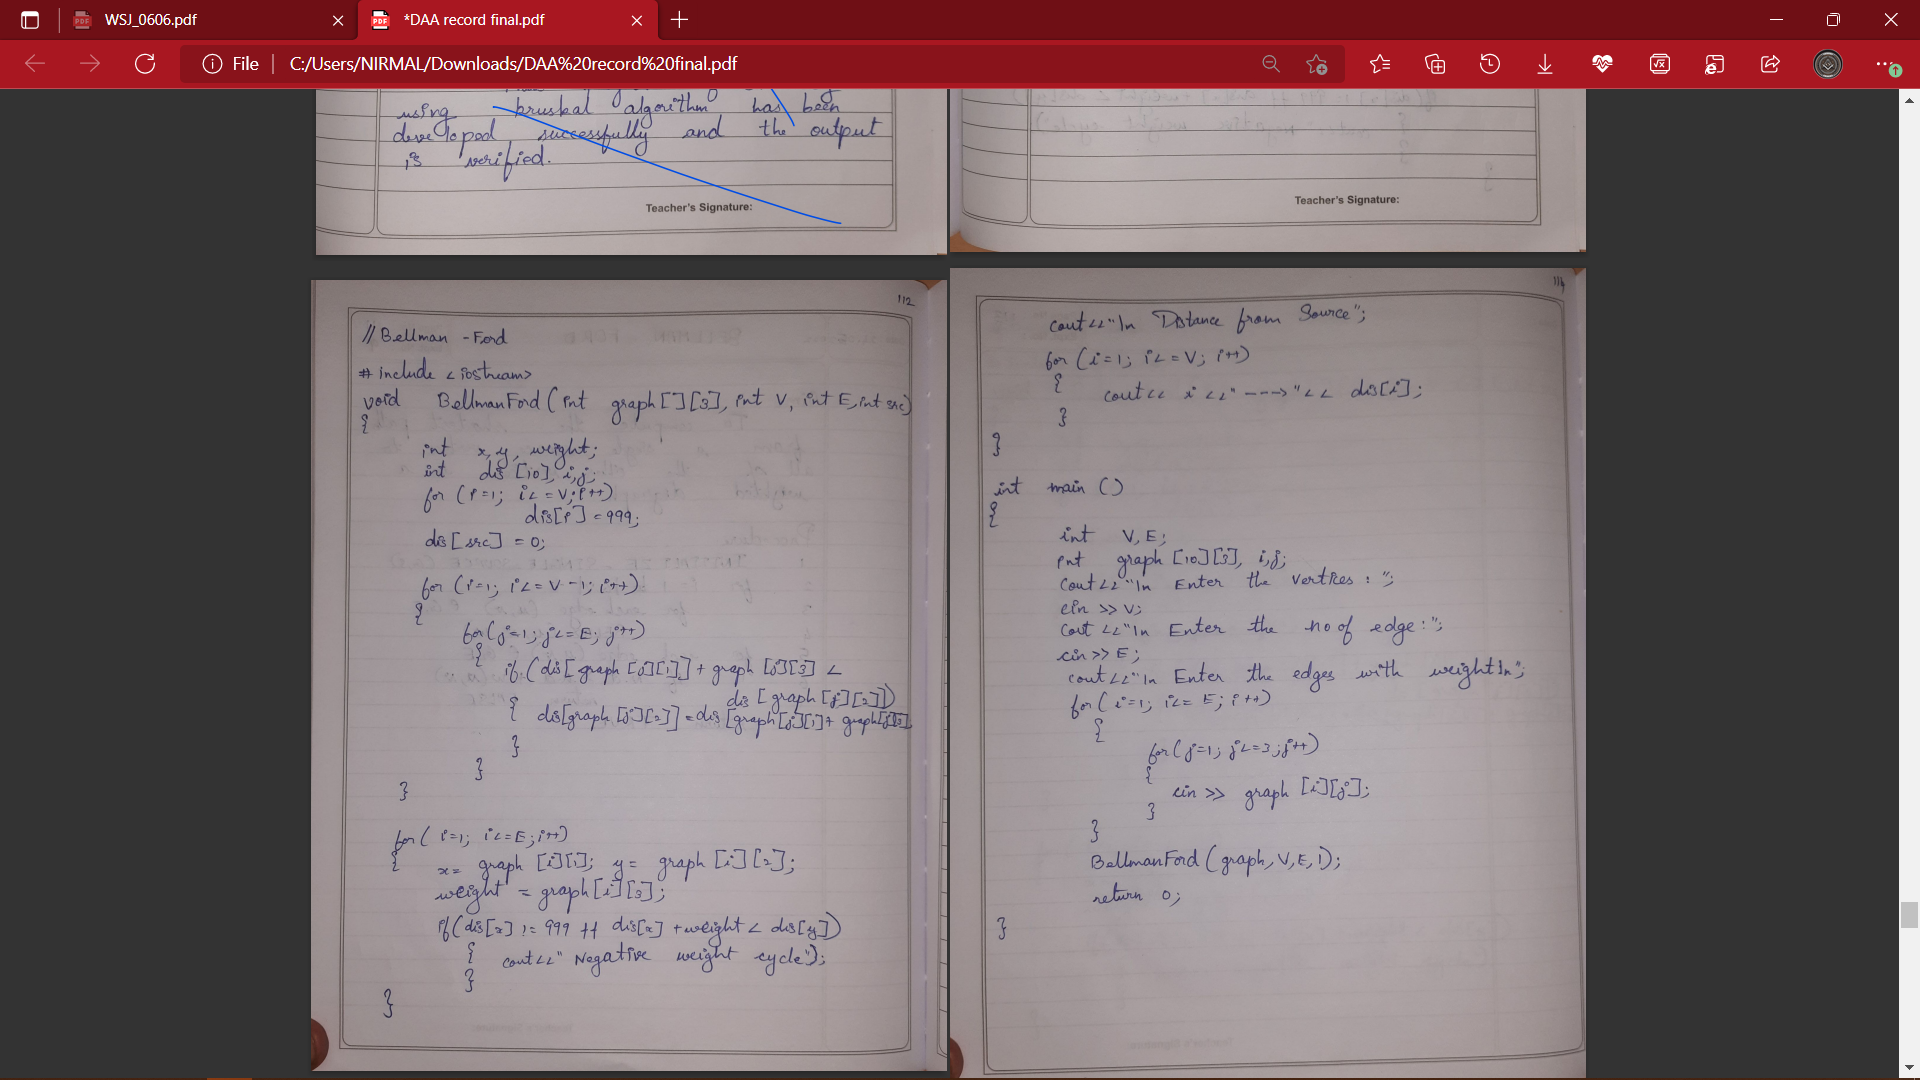 WSJ_0606.pdf
*DAA record final.pdf
File
C:/Users/NIRMAL/Downloads/DAA%20record%20final.pdf
using kruskal algorithm has been
developed successfully and the output
is verified.
Teacher's Signature:
Teacher's Signature:
112
// Bellman - Ford
# include <iostream>
void BellmanFord ( int graph [ ] [3], int V, int E, int src)
{
int x, y, weight;
int dis [10], i, j;
for (i=1; i<=V; i++)
dis[i] = 999;
dis [src] = 0;
for (i=1; i<=V-1; i++)
{
for (j=1; j<=E; j++)
{
if (dis[graph [j][1]] + graph [j][3] <
dis [graph [j][2]])
{ dis[graph [j][2]] = dis [graph [j][1] + graph[j][3]
}
}
}
for ( i=1; i<=E; i++)
{
x = graph [i][1]; y = graph [i][2];
weight = graph[i][3];
if (dis[x] != 999 && dis[x] + weight < dis[y])
{ cout<<" Negative weight cycle");
}
}
114
cout<<"\n Distance from Source";
for (i=1; i<=V; i++)
{ cout<< i <<" ---> "<< dis[i];
}
}
int main ()
{
int V, E;
int graph [10][3], i, j;
Cout<<"\n Enter the vertices : ";
cin >> V;
Cout <<"\n Enter the no of edge : ";
cin >> E;
cout<<"\n Enter the edges with weight\n";
for (i=1; i<= E; i++)
{
for (j=1; j<=3; j++)
{
cin >> graph [i][j];
}
}
BellmanFord (graph, V, E, 1);
return 0;
}